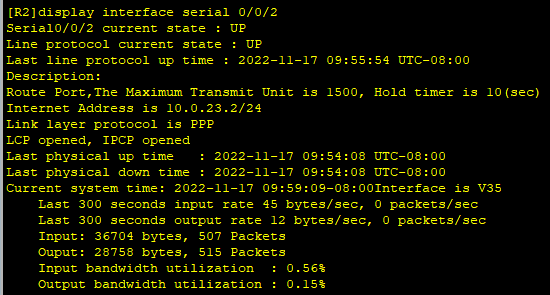 [R2]display interface serial 0/0/2
Serial0/0/2 current state : UP
Line protocol current state : UP
Last line protocol up time : 2022-11-17 09:55:54 UTC-08:00
Description:
Route Port,The Maximum Transmit Unit is 1500, Hold timer is 10(sec)
Internet Address is 10.0.23.2/24
Link layer protocol is PPP
LCP opened, IPCP opened
Last physical up time   : 2022-11-17 09:54:08 UTC-08:00
Last physical down time : 2022-11-17 09:54:08 UTC-08:00
Current system time: 2022-11-17 09:59:09-08:00Interface is V35
    Last 300 seconds input rate 45 bytes/sec, 0 packets/sec
    Last 300 seconds output rate 12 bytes/sec, 0 packets/sec
    Input: 36704 bytes, 507 Packets
    Ouput: 28758 bytes, 515 Packets
    Input bandwidth utilization  : 0.56%
    Output bandwidth utilization : 0.15%